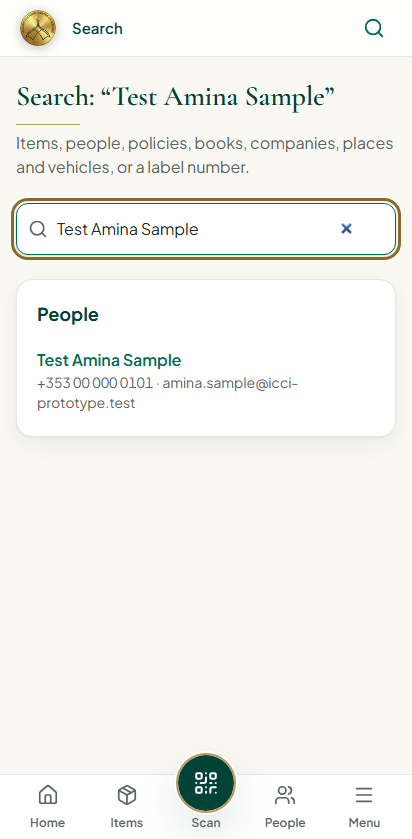 Search
Search: “Test Amina Sample”
Items, people, policies, books, companies, places
and vehicles, or a label number.
Test Amina Sample
People
Test Amina Sample
+353 00 000 0101 · amina.sample@icci-
prototype.test
Home
Items
Scan
People
Menu